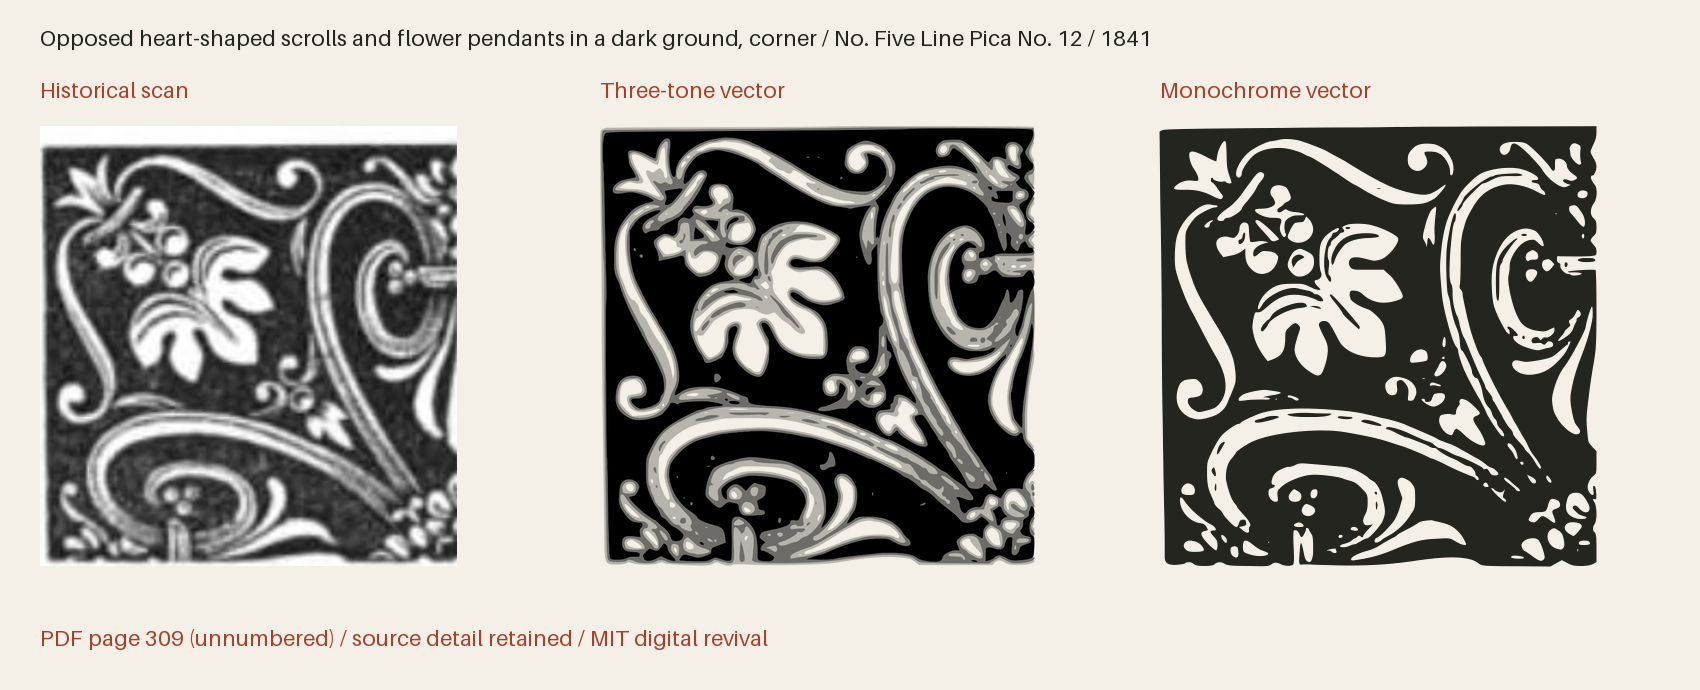 Opposed heart-shaped scrolls and flower pendants in a dark ground, corner / No. Five Line Pica No. 12 / 1841
Historical scan
Three-tone vector
Monochrome vector
PDF page 309 (unnumbered) / source detail retained / MIT digital revival